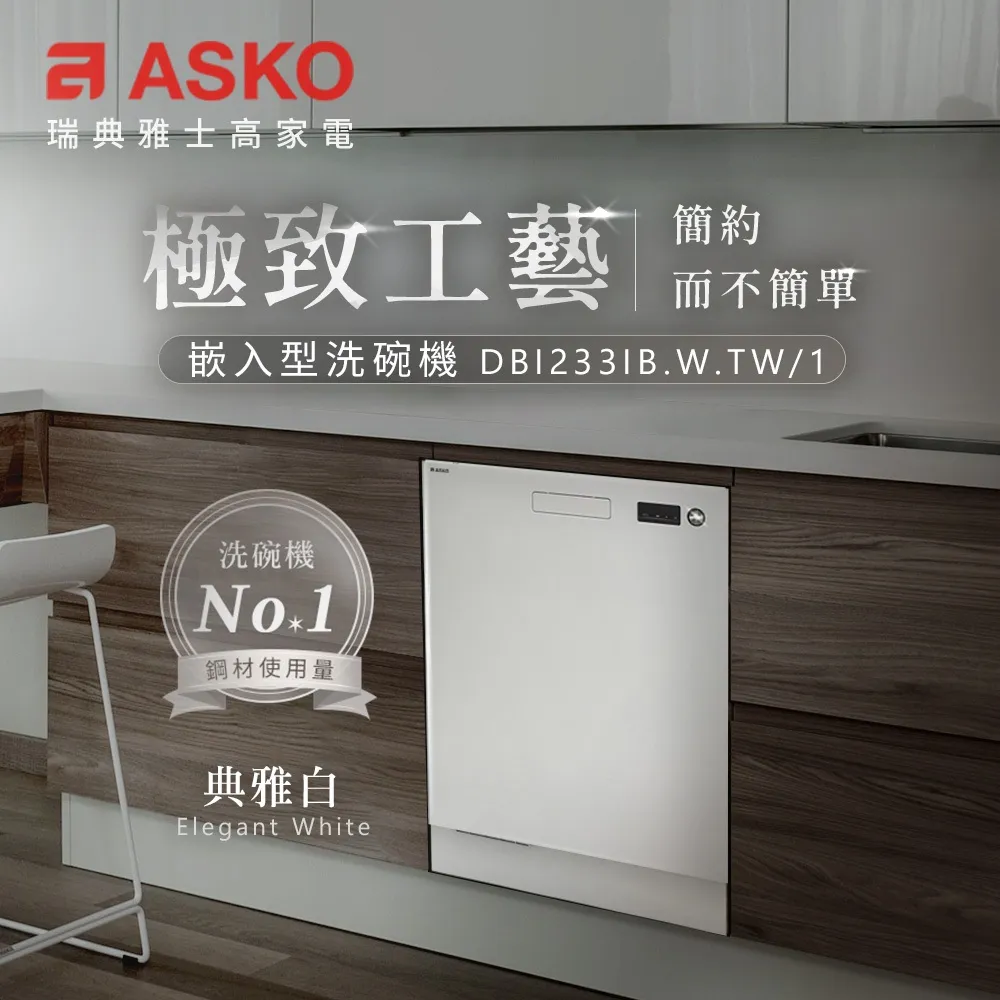 ASKO
瑞典雅士高家電
極致工藝
簡約
而不簡單
嵌入型洗碗機 DBI233IB.W.TW/1
ASKO
洗碗機
No.1
鋼材使用量
典雅白
Elegant White